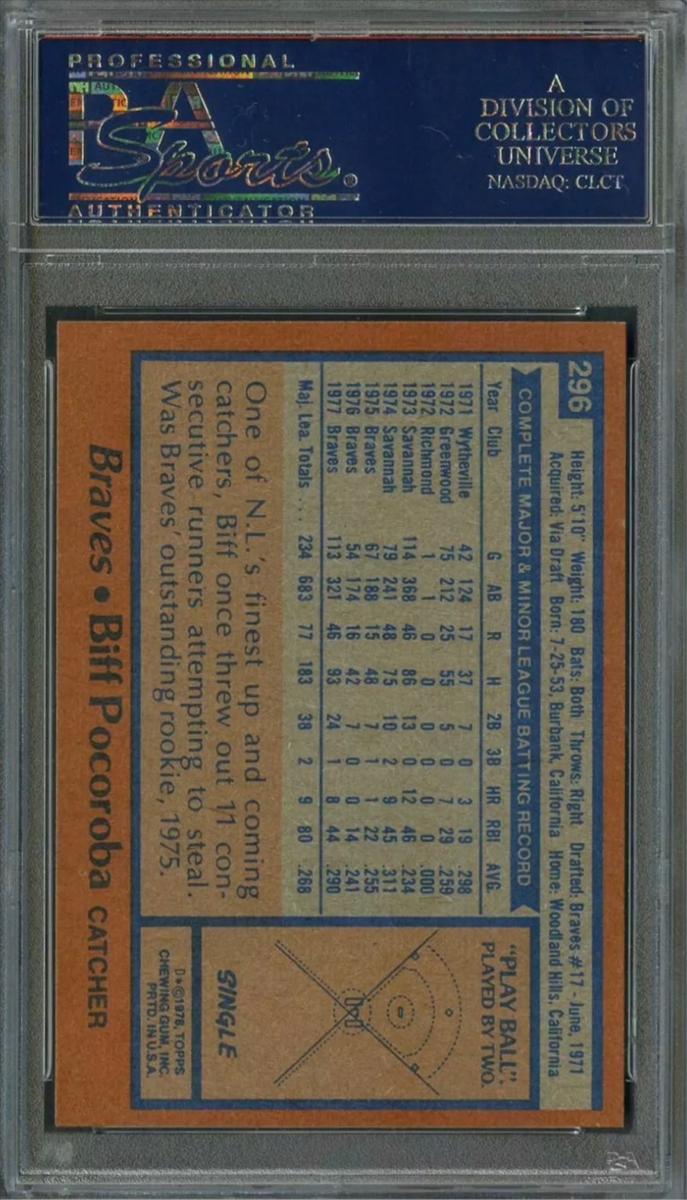 PROFESSIONAL
PSA
Sports®
AUTHENTICATOR
A
DIVISION OF
COLLECTORS
UNIVERSE
NASDAQ: CLCT
296
Height: 5'10" Weight: 180 Bats: Both Throws: Right Drafted: Braves #17 - June, 1971
Acquired: Via Draft Born: 7-25-53, Burbank, California Home: Woodland Hills, California
COMPLETE MAJOR & MINOR LEAGUE BATTING RECORD
Year Club G AB R H 2B 3B HR RBI AVG.
1971 Wytheville 42 124 17 37 7 0 3 19 .298
1972 Greenwood 75 212 25 55 5 0 7 29 .259
1972 Richmond 1 1 0 0 0 0 0 0 .000
1973 Savannah 114 368 46 86 13 0 12 46 .234
1974 Savannah 79 241 48 75 10 2 9 45 .311
1975 Braves 67 188 15 48 7 1 1 22 .255
1976 Braves 54 174 16 42 7 0 0 14 .241
1977 Braves 113 321 46 93 24 1 8 44 .290
Maj. Lea. Totals . . . 234 683 77 183 38 2 9 80 .268
One of N.L.'s finest up and coming
catchers, Biff once threw out 11 con-
secutive runners attempting to steal.
Was Braves' outstanding rookie, 1975.
"PLAY BALL".
PLAYED BY TWO.
SINGLE
D*©1978, TOPPS
CHEWING GUM, INC.
PRTD. IN U.S.A.
Braves • Biff Pocoroba CATCHER
PSA